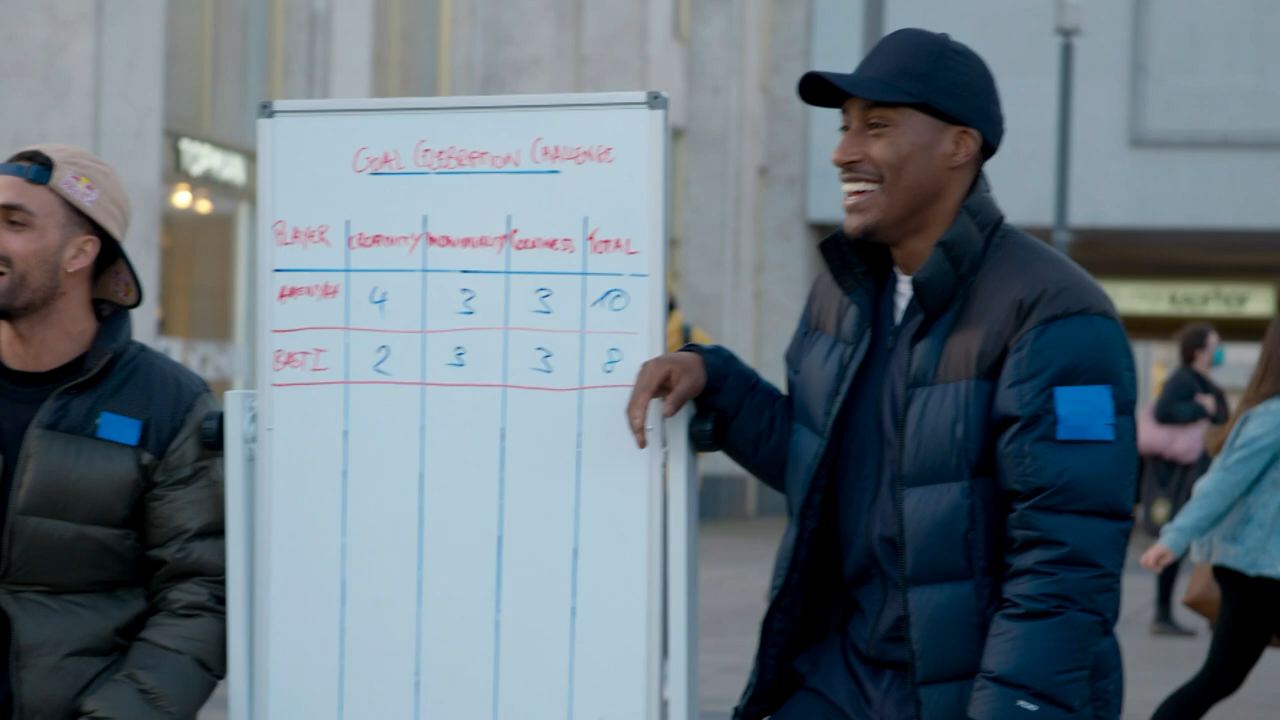 GOAL CELEBRATION CHALLENGE
PLAYER CREATIVITY INDIVIDUALITY COOLNESS TOTAL
4 3 3 10
BASTI 2 3 3 8